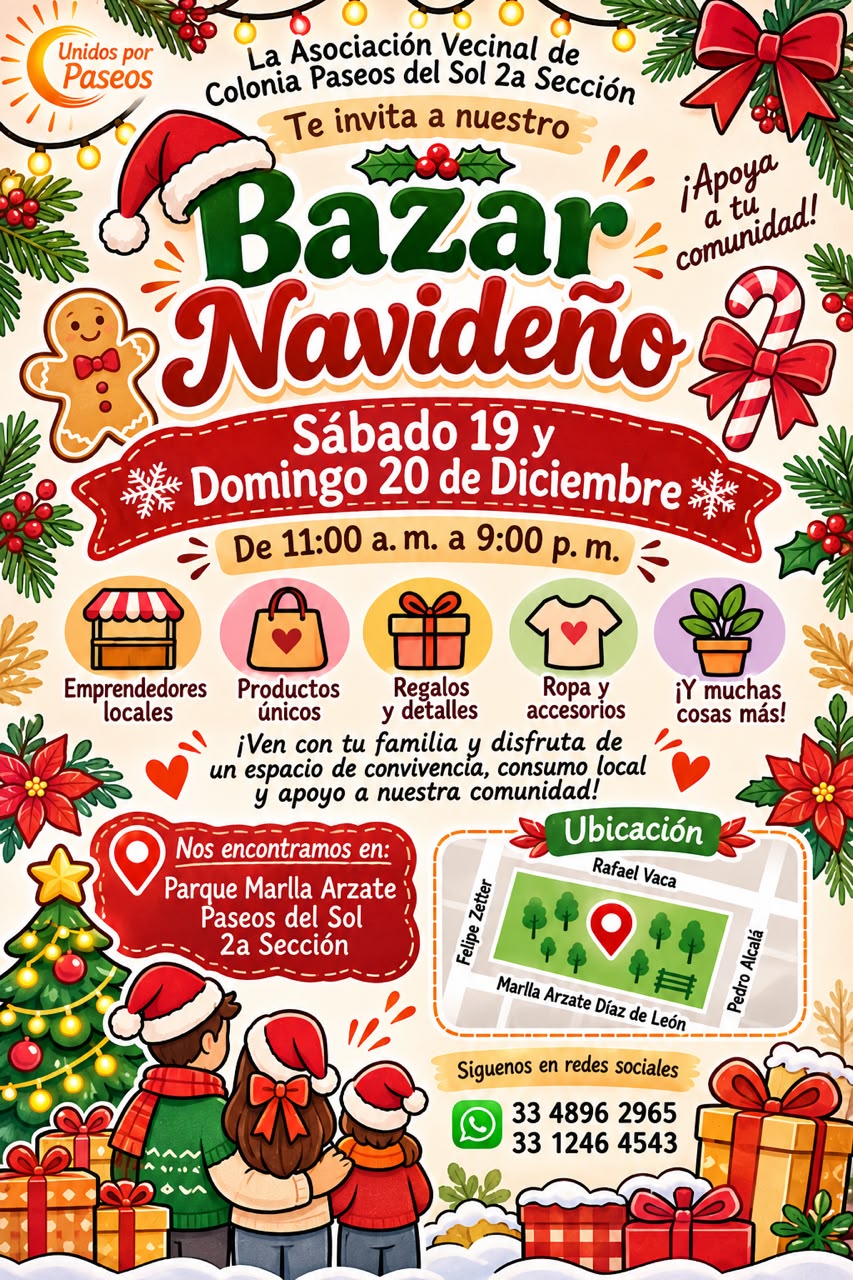 Unidos por
Paseos
La Asociación Vecinal de
Colonia Paseos del Sol 2a Sección
Te invita a nuestro
Bazar
Navideño
¡Apoya
a tu
comunidad!
Sábado 19 y
Domingo 20 de Diciembre
De 11:00 a. m. a 9:00 p. m.
Emprendedores
locales
Productos
únicos
Regalos
y detalles
Ropa y
accesorios
¡Y muchas
cosas más!
¡Ven con tu familia y disfruta de
un espacio de convivencia, consumo local
y apoyo a nuestra comunidad!
Nos encontramos en:
Parque Marlla Arzate
Paseos del Sol
2a Sección
Ubicación
Rafael Vaca
Felipe Zetter
Pedro Alcalá
Marlla Arzate Díaz de León
Siguenos en redes sociales
33 4896 2965
33 1246 4543